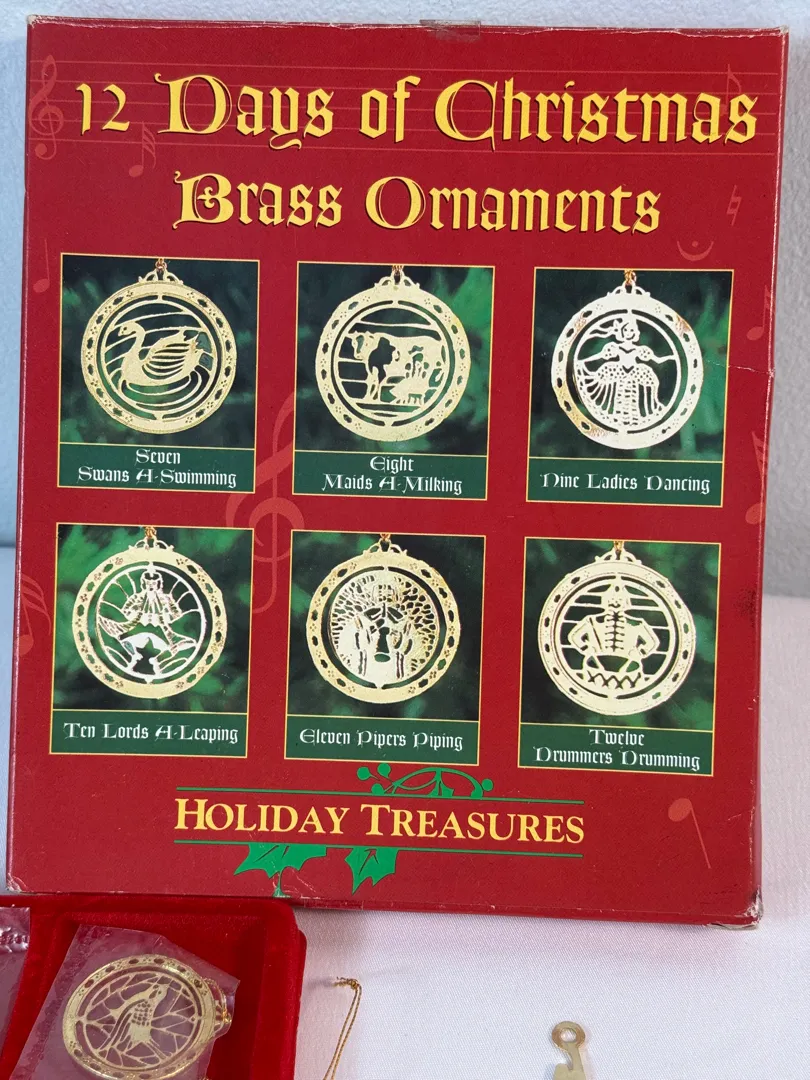 12 Days of Christmas
Brass Ornaments
Seven
Swans A-Swimming
Eight
Maids A-Milking
Nine Ladies Dancing
Ten Lords A-Leaping
Eleven Pipers Piping
Twelve
Drummers Drumming
HOLIDAY TREASURES